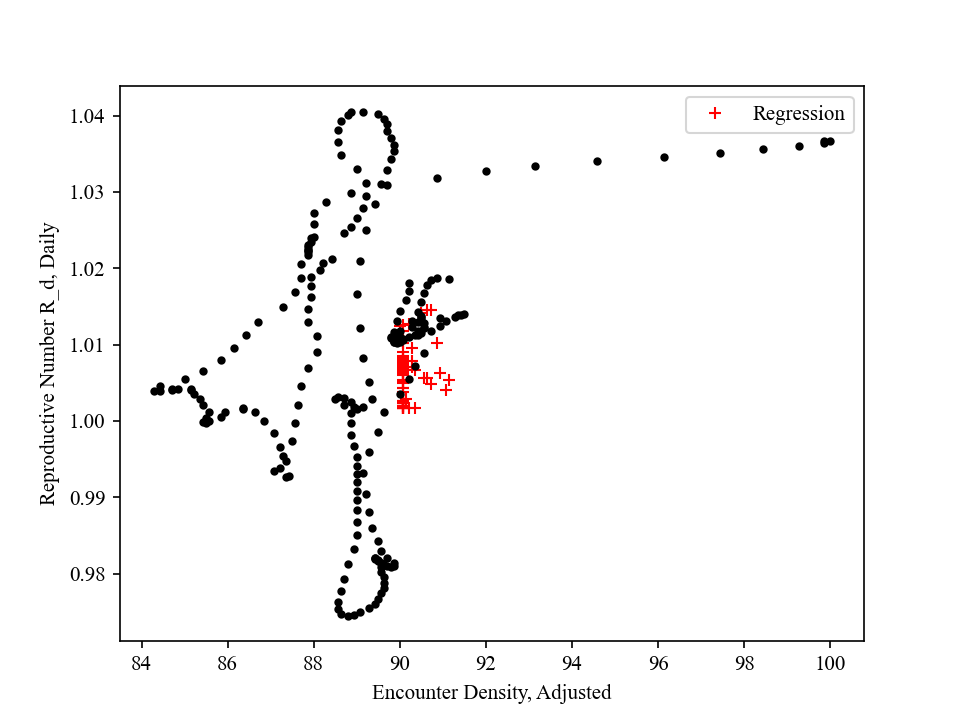 Regression
1.04
1.03
1.02
1.01
1.00
0.99
0.98
Reproductive Number R_d, Daily
84 86 88 90 92 94 96 98 100
Encounter Density, Adjusted